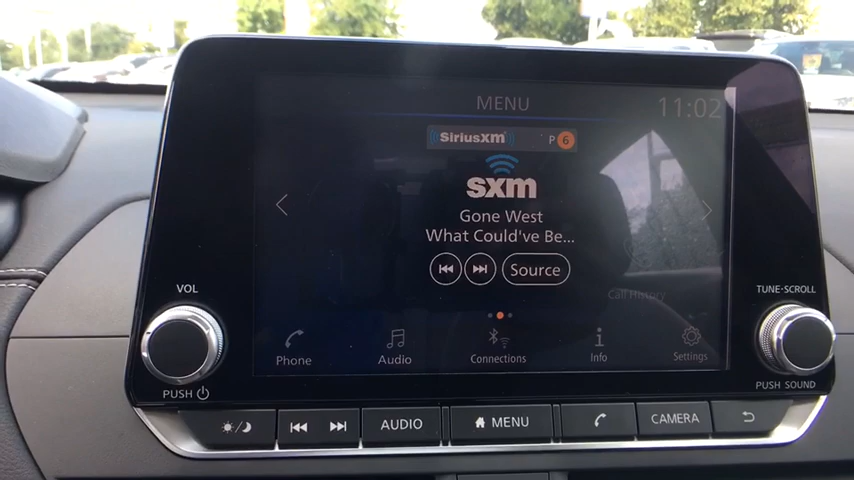 MENU
11:02
SiriusXM
P 6
sxm
Gone West
What Could've Be...
Source
Call History
Phone
Audio
Connections
Info
Settings
VOL
PUSH
TUNE·SCROLL
PUSH SOUND
AUDIO
MENU
CAMERA